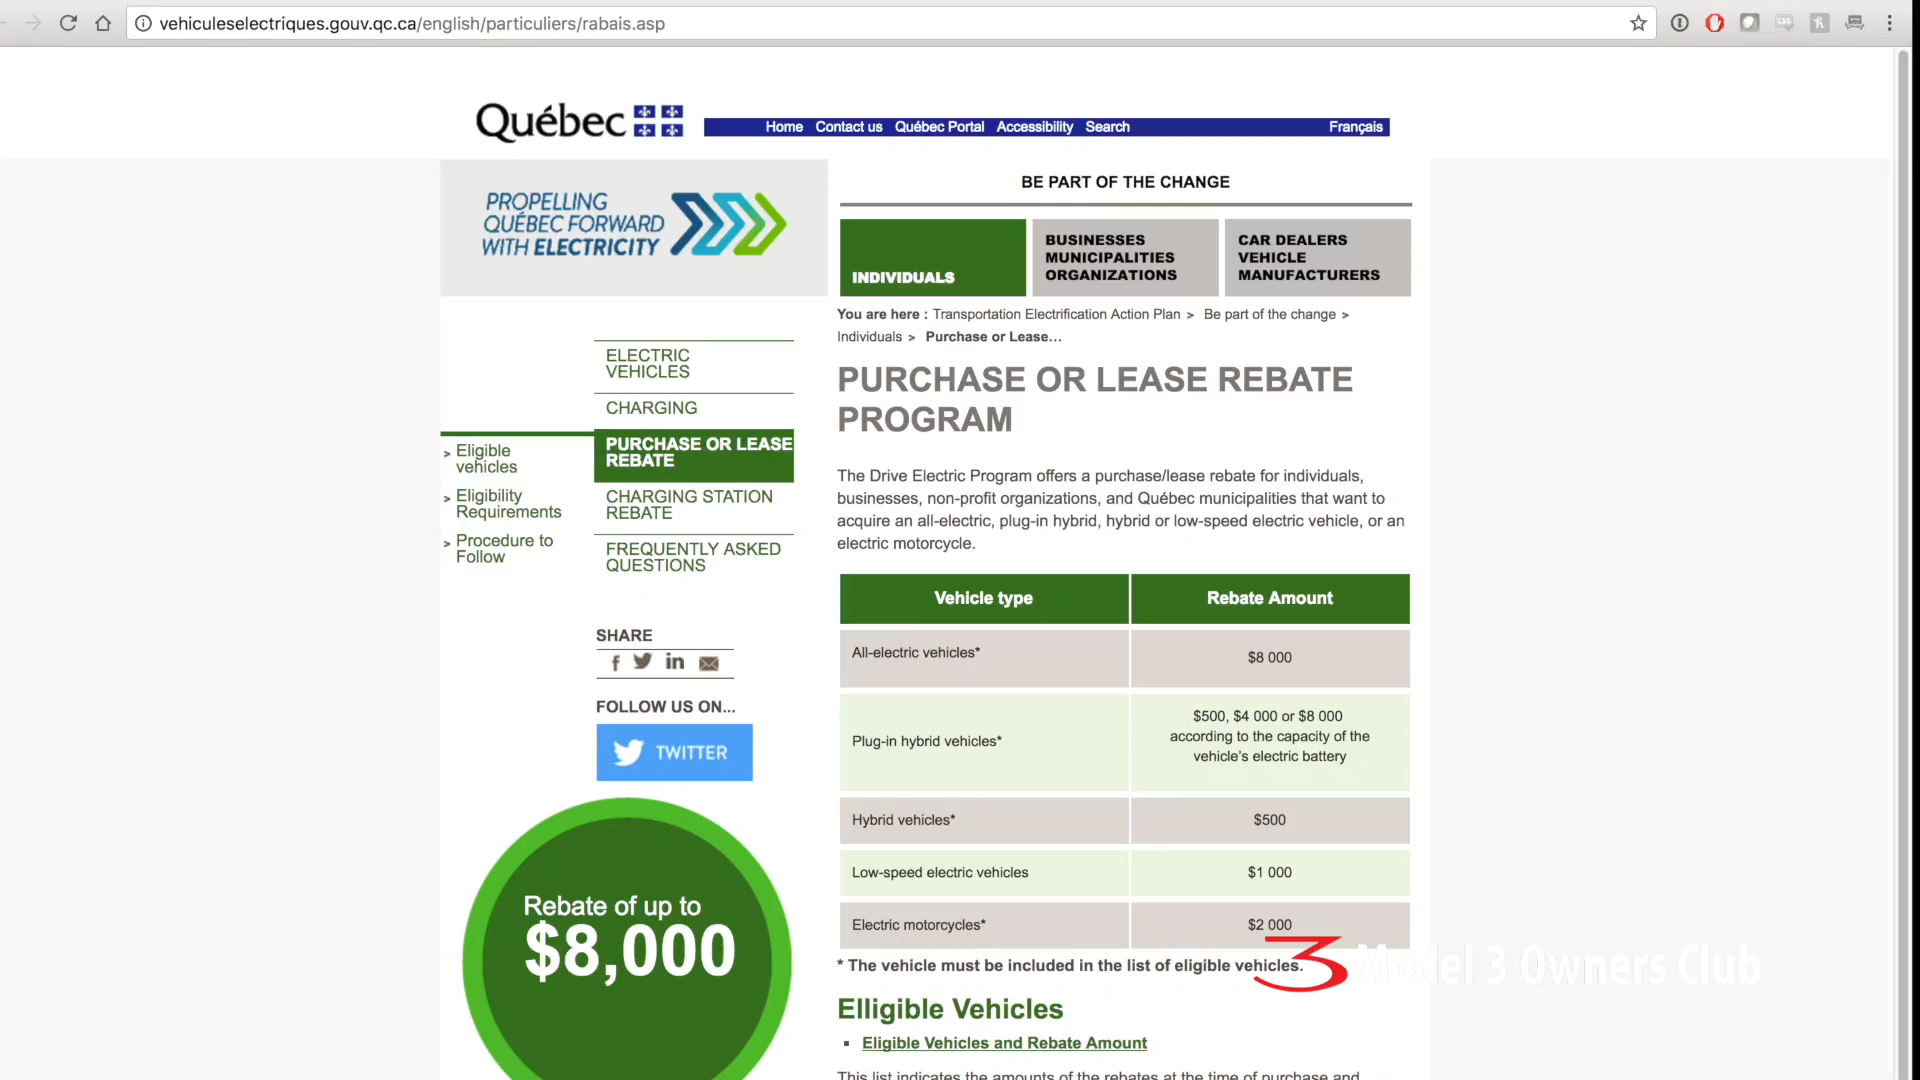 vehiculeselectriques.gouv.qc.ca/english/particuliers/rabais.asp
Québec
Home Contact us Québec Portal Accessibility Search Français
PROPELLING
QUÉBEC FORWARD
WITH ELECTRICITY
BE PART OF THE CHANGE
INDIVIDUALS
BUSINESSES
MUNICIPALITIES
ORGANIZATIONS
CAR DEALERS
VEHICLE
MANUFACTURERS
You are here : Transportation Electrification Action Plan > Be part of the change >
Individuals > Purchase or Lease...
ELECTRIC
VEHICLES
CHARGING
PURCHASE OR LEASE
REBATE
> Eligible
vehicles
> Eligibility
Requirements
> Procedure to
Follow
CHARGING STATION
REBATE
FREQUENTLY ASKED
QUESTIONS
SHARE
FOLLOW US ON...
TWITTER
Rebate of up to
$8,000
PURCHASE OR LEASE REBATE
PROGRAM
The Drive Electric Program offers a purchase/lease rebate for individuals,
businesses, non-profit organizations, and Québec municipalities that want to
acquire an all-electric, plug-in hybrid, hybrid or low-speed electric vehicle, or an
electric motorcycle.
Vehicle type Rebate Amount
All-electric vehicles* $8 000
Plug-in hybrid vehicles*
$500, $4 000 or $8 000
according to the capacity of the
vehicle's electric battery
Hybrid vehicles* $500
Low-speed electric vehicles $1 000
Electric motorcycles* $2 000
* The vehicle must be included in the list of eligible vehicles.
3 Model 3 Owners Club
Elligible Vehicles
▪ Eligible Vehicles and Rebate Amount
This list indicates the amounts of the rebates at the time of purchase and